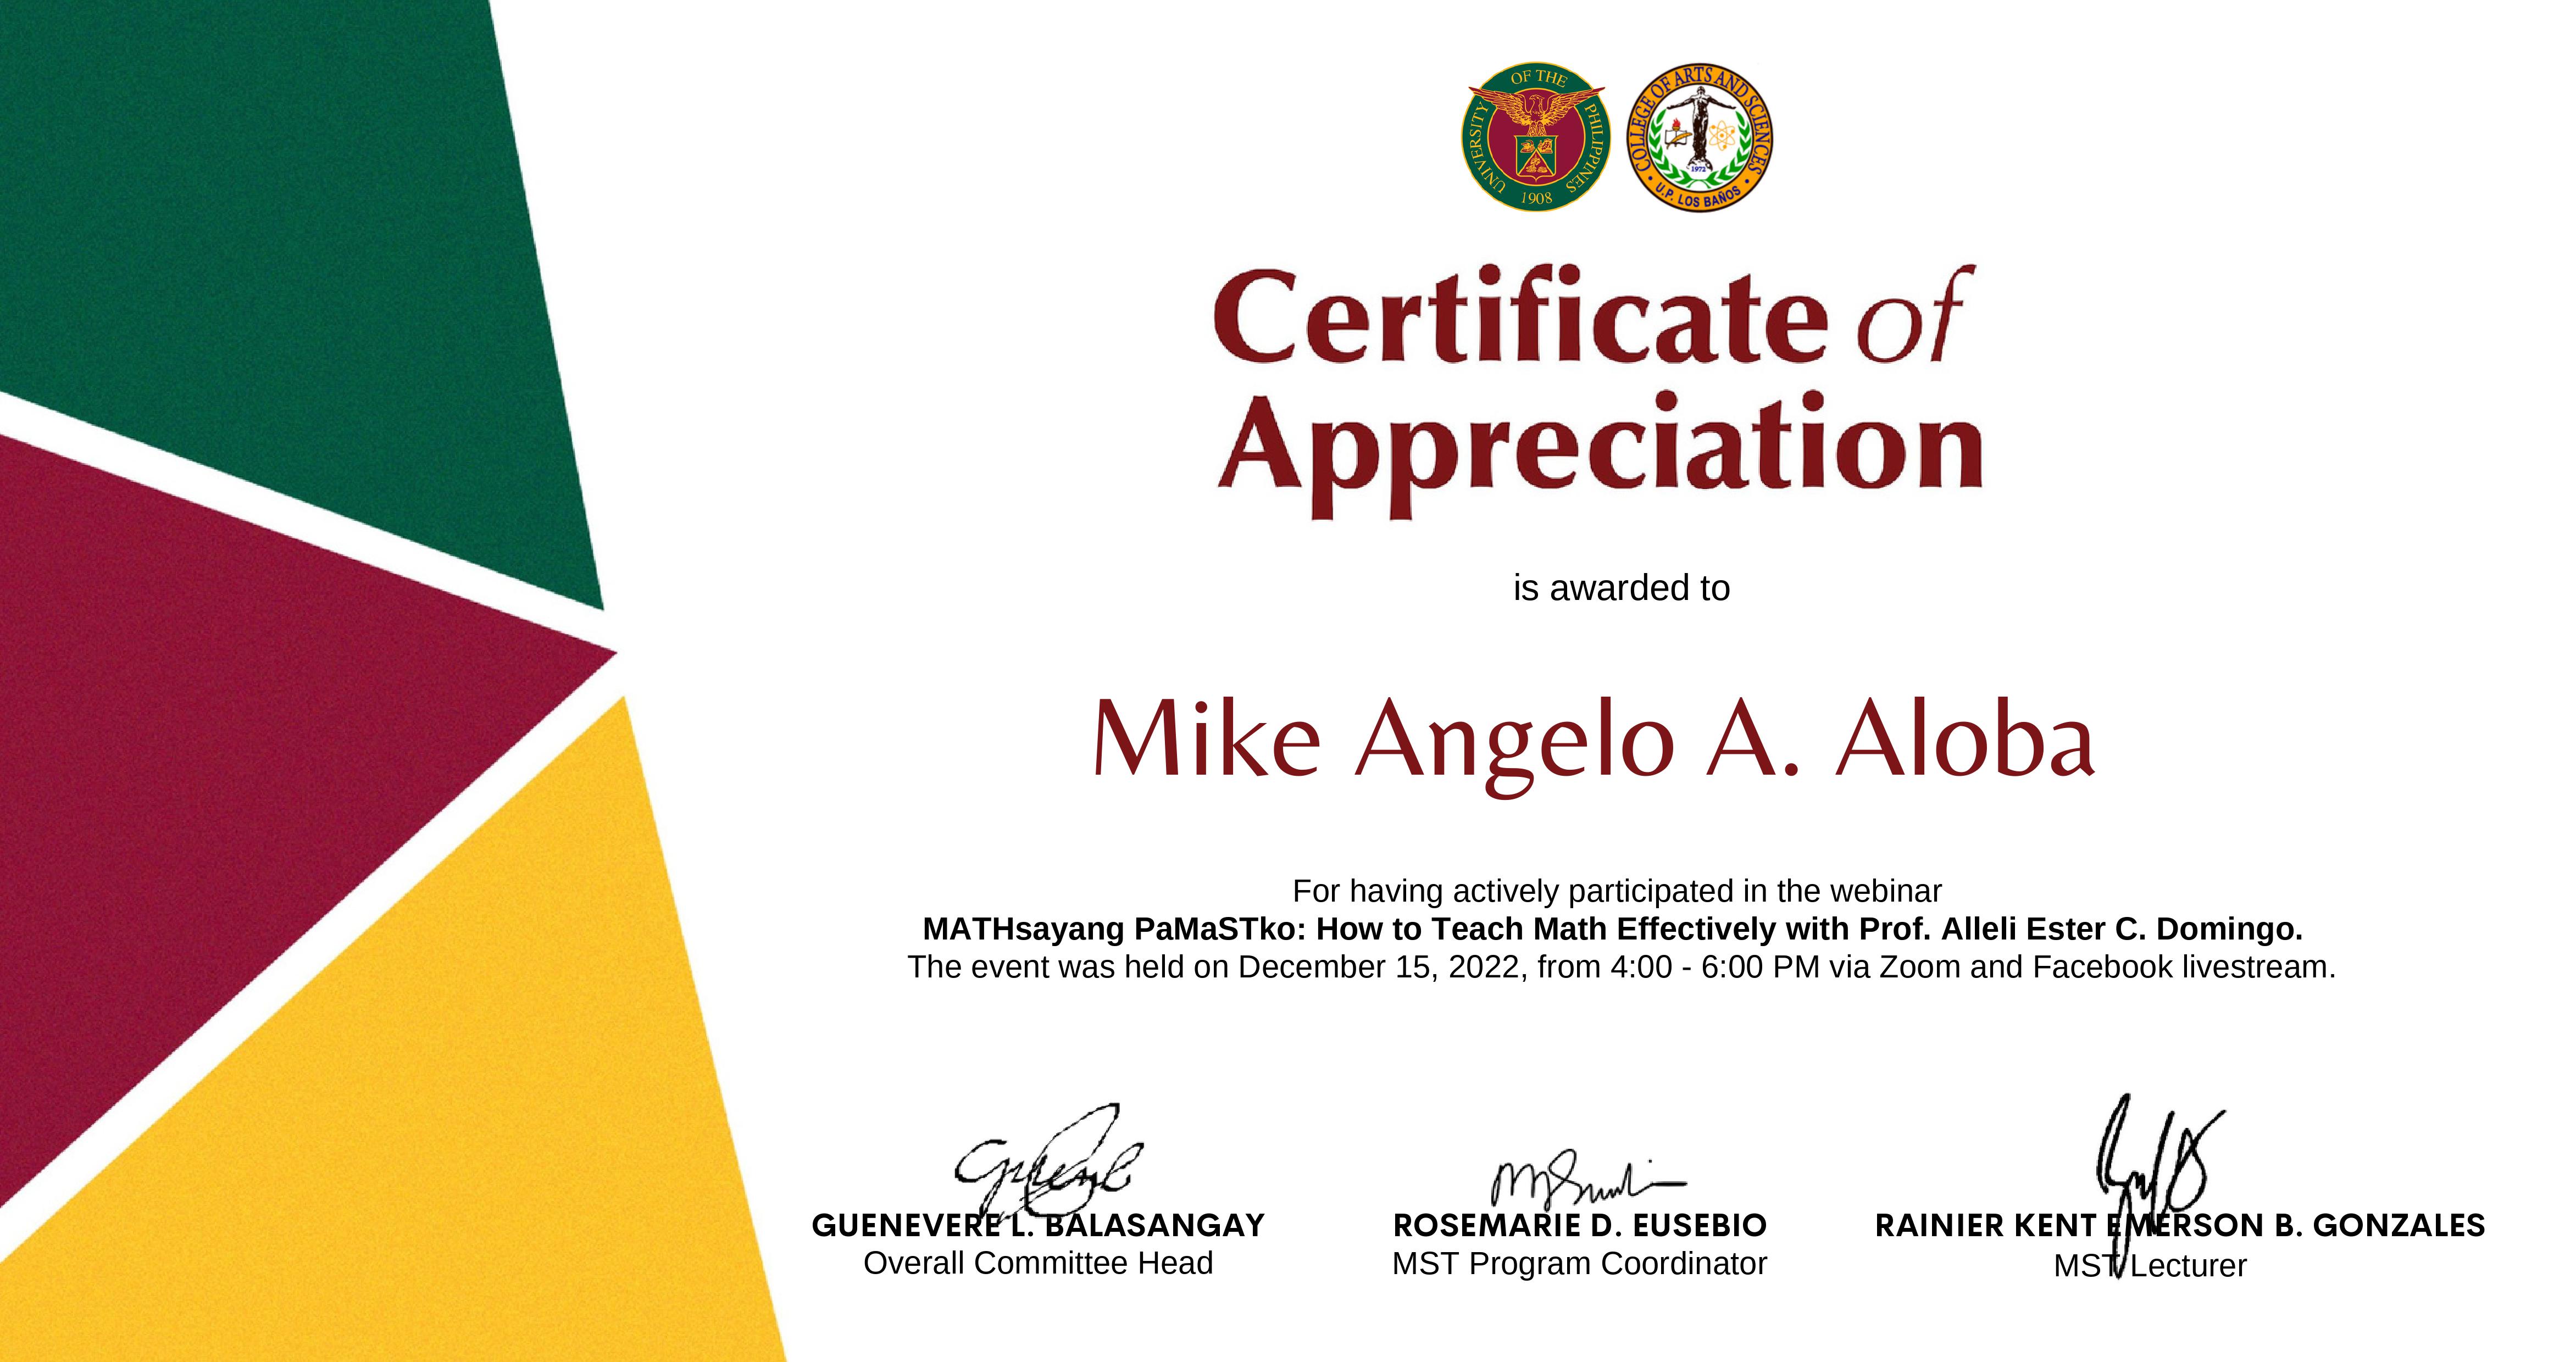 UNIVERSITY OF THE PHILIPPINES
1908
COLLEGE OF ARTS AND SCIENCES
1972
• U.P. LOS BAÑOS •
Certificate of
Appreciation
is awarded to
Mike Angelo A. Aloba
For having actively participated in the webinar
MATHsayang PaMaSTko: How to Teach Math Effectively with Prof. Alleli Ester C. Domingo.
The event was held on December 15, 2022, from 4:00 - 6:00 PM via Zoom and Facebook livestream.
GUENEVERE L. BALASANGAY
Overall Committee Head
ROSEMARIE D. EUSEBIO
MST Program Coordinator
RAINIER KENT EMERSON B. GONZALES
MST Lecturer